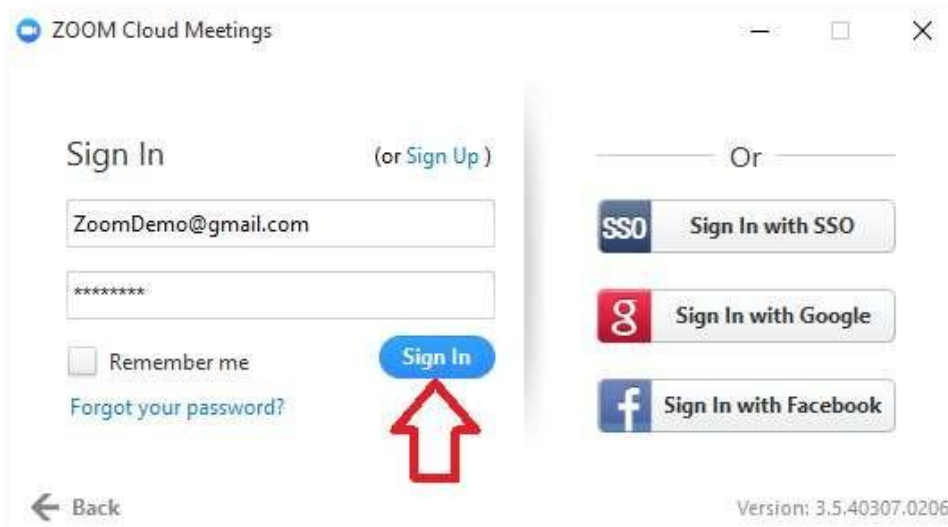 ZOOM Cloud Meetings
Sign In (or Sign Up )
ZoomDemo@gmail.com
********
Remember me
Sign In
Forgot your password?
Or
SSO Sign In with SSO
g Sign In with Google
f Sign In with Facebook
Back
Version: 3.5.40307.0206